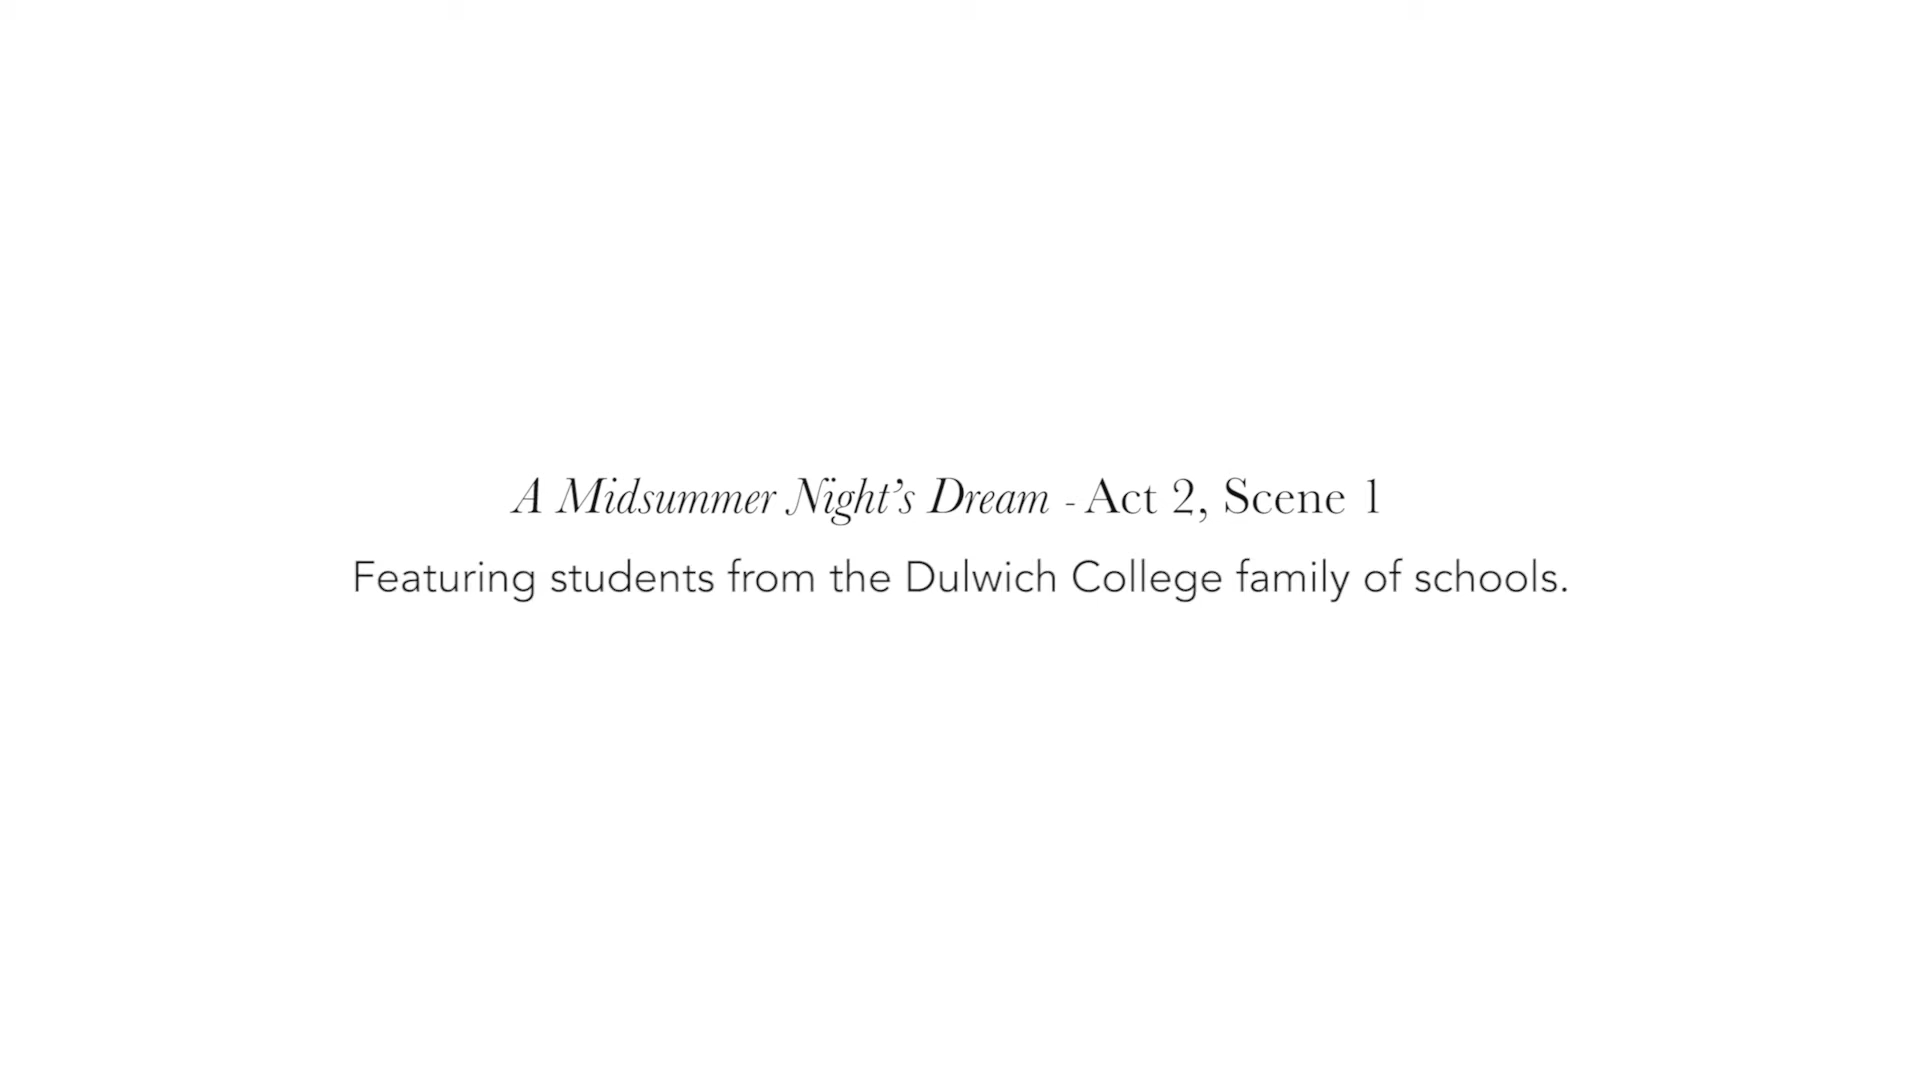 A Midsummer Night’s Dream - Act 2, Scene 1
Featuring students from the Dulwich College family of schools.